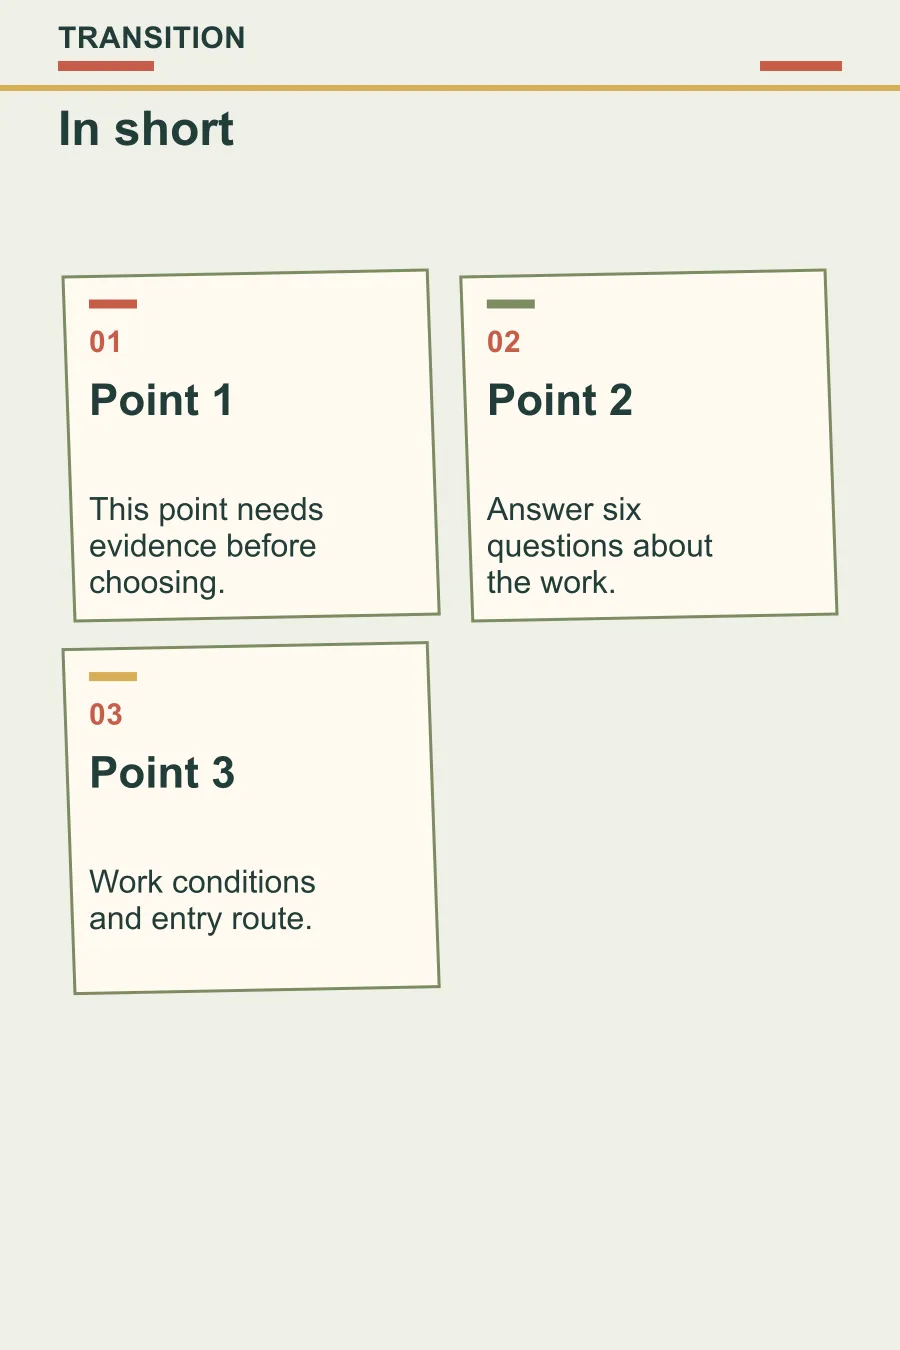 TRANSITION
In short
01
Point 1
This point needs
evidence before
choosing.
02
Point 2
Answer six
questions about
the work.
03
Point 3
Work conditions
and entry route.